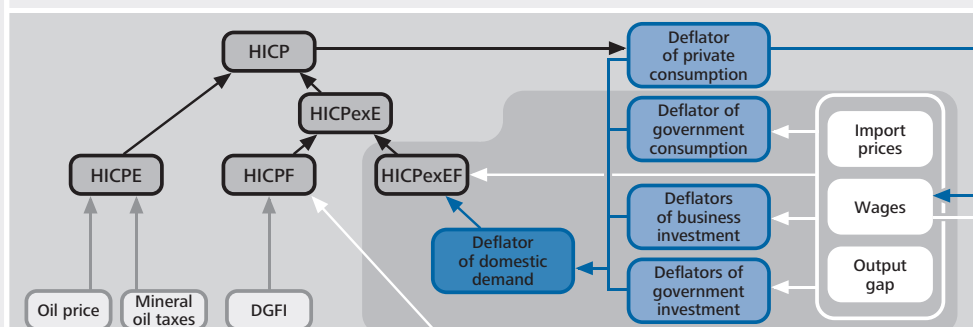 HICP
Deflator
of private
consumption
HICPexE
Deflator of
government
consumption
Import
prices
HICPE
HICPF
HICPexEF
Deflators
of business
investment
Wages
Deflator
of domestic
demand
Deflators of
government
investment
Output
gap
Oil price
Mineral
oil taxes
DGFI